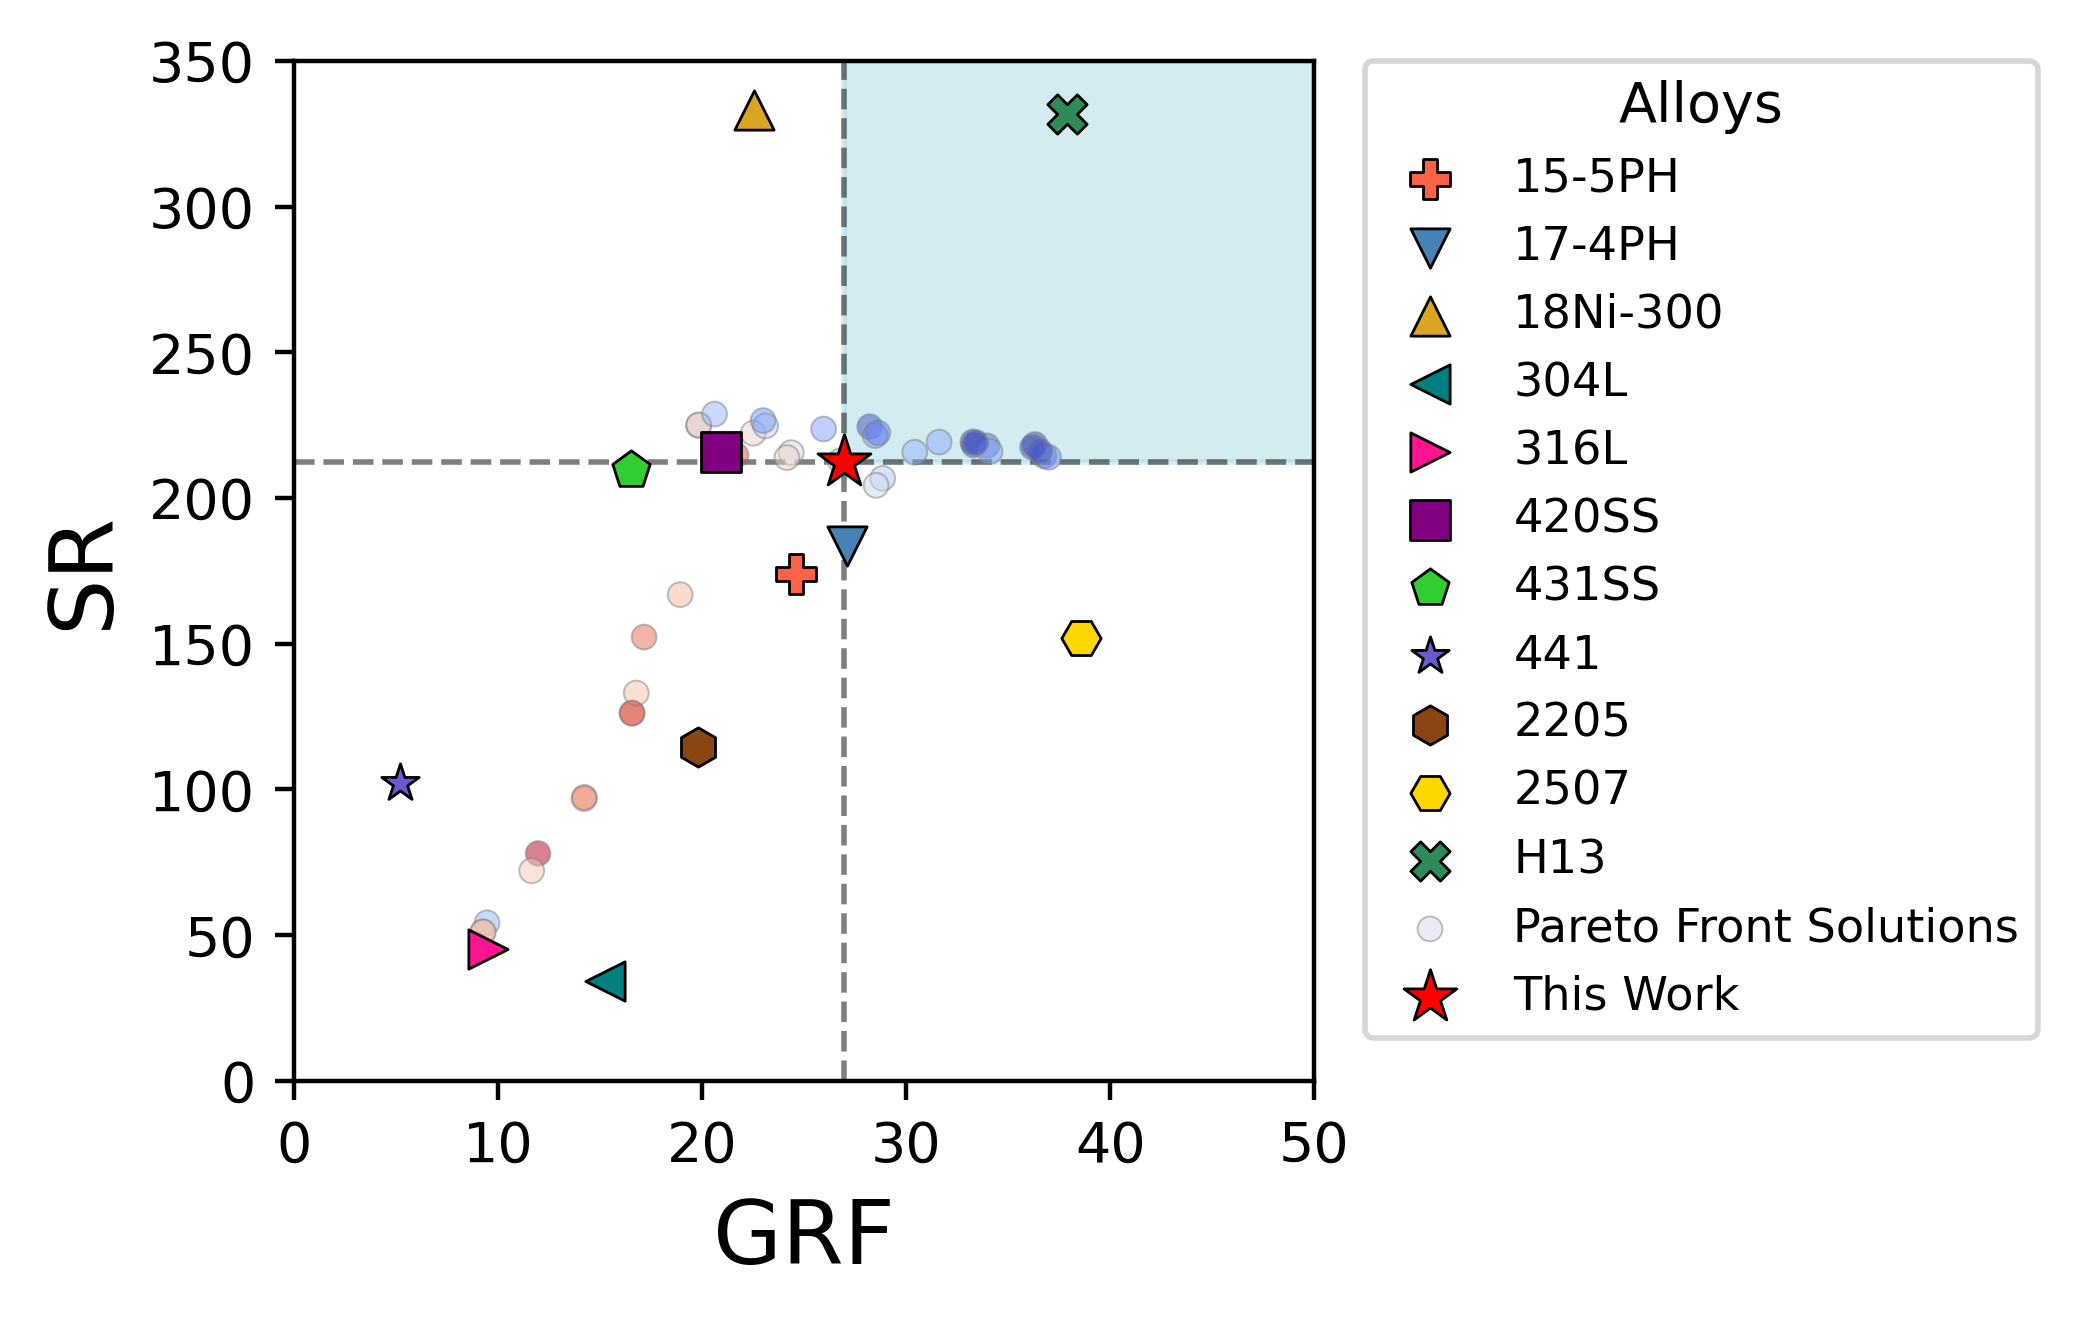 350
300
250
200
150
100
50
0
SR
0 10 20 30 40 50
GRF
Alloys
15-5PH
17-4PH
18Ni-300
304L
316L
420SS
431SS
441
2205
2507
H13
Pareto Front Solutions
This Work